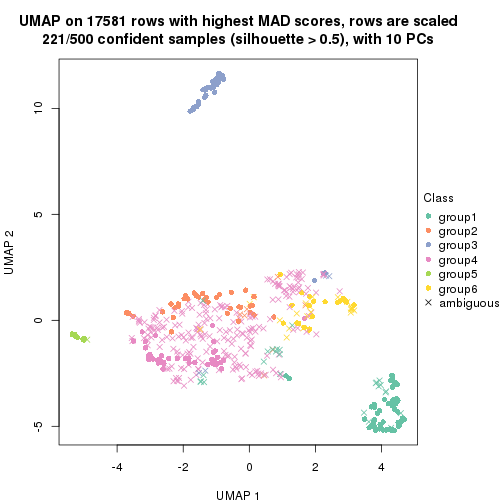 UMAP on 17581 rows with highest MAD scores, rows are scaled
221/500 confident samples (silhouette > 0.5), with 10 PCs
10
5
0
-5
UMAP 2
-4
-2
0
2
4
UMAP 1
Class
group1
group2
group3
group4
group5
group6
ambiguous